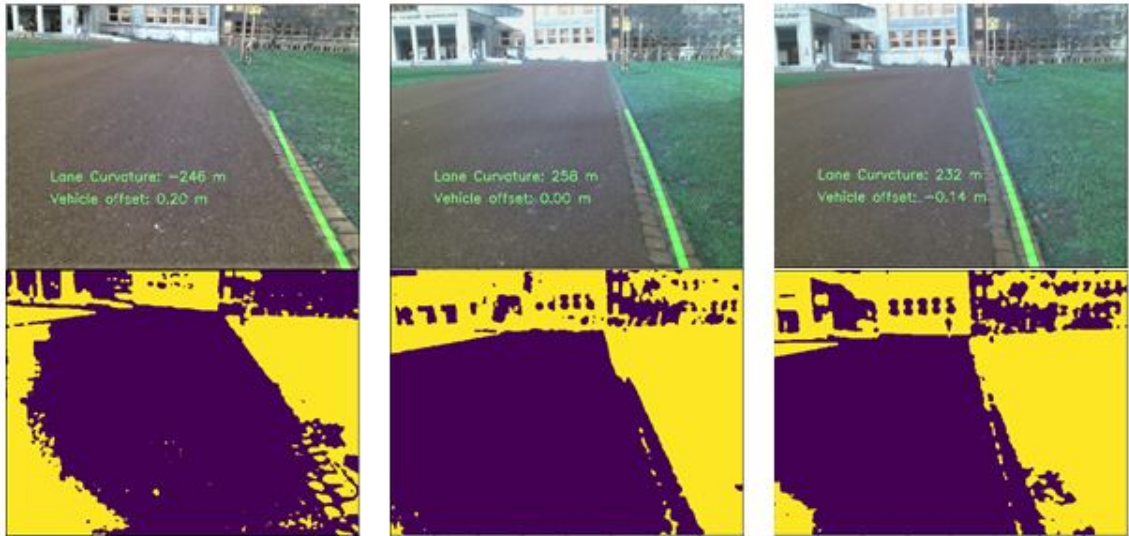 Lane Curvature: -246 m
Vehicle offset: 0.20 m
Lane Curvature: 258 m
Vehicle offset: 0.00 m
Lane Curvature: 232 m
Vehicle offset: -0.14 m